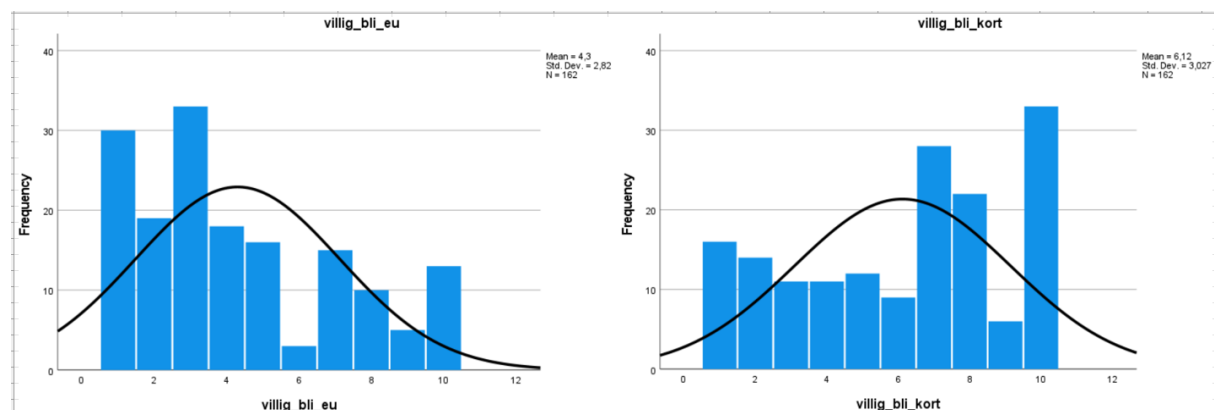 villig_bli_eu
Mean = 4,3
Std. Dev. = 2,82
N = 162
40
30
20
10
0
Frequency
0 2 4 6 8 10 12
villig_bli_eu
villig_bli_kort
Mean = 6,12
Std. Dev. = 3,027
N = 162
40
30
20
10
0
Frequency
0 2 4 6 8 10 12
villig_bli_kort